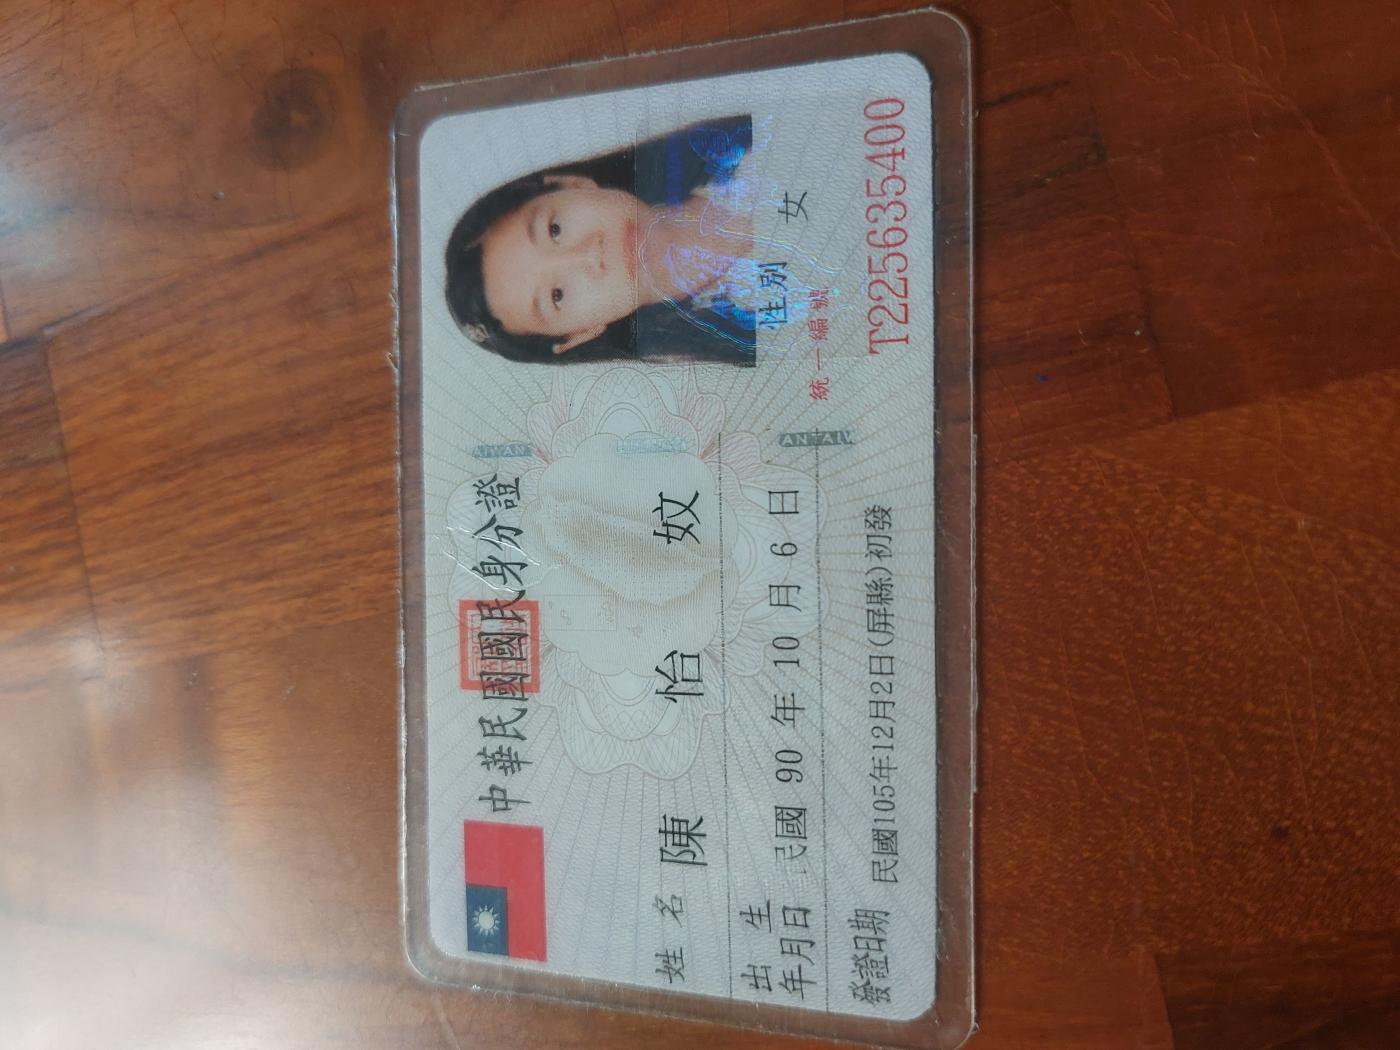 中華民國國民身分證
姓名 陳怡妏
出生年月日 民國 90 年 10 月 6 日
性別 女
發證日期 民國105年12月2日(屏縣)初發
統一編號
T225635400